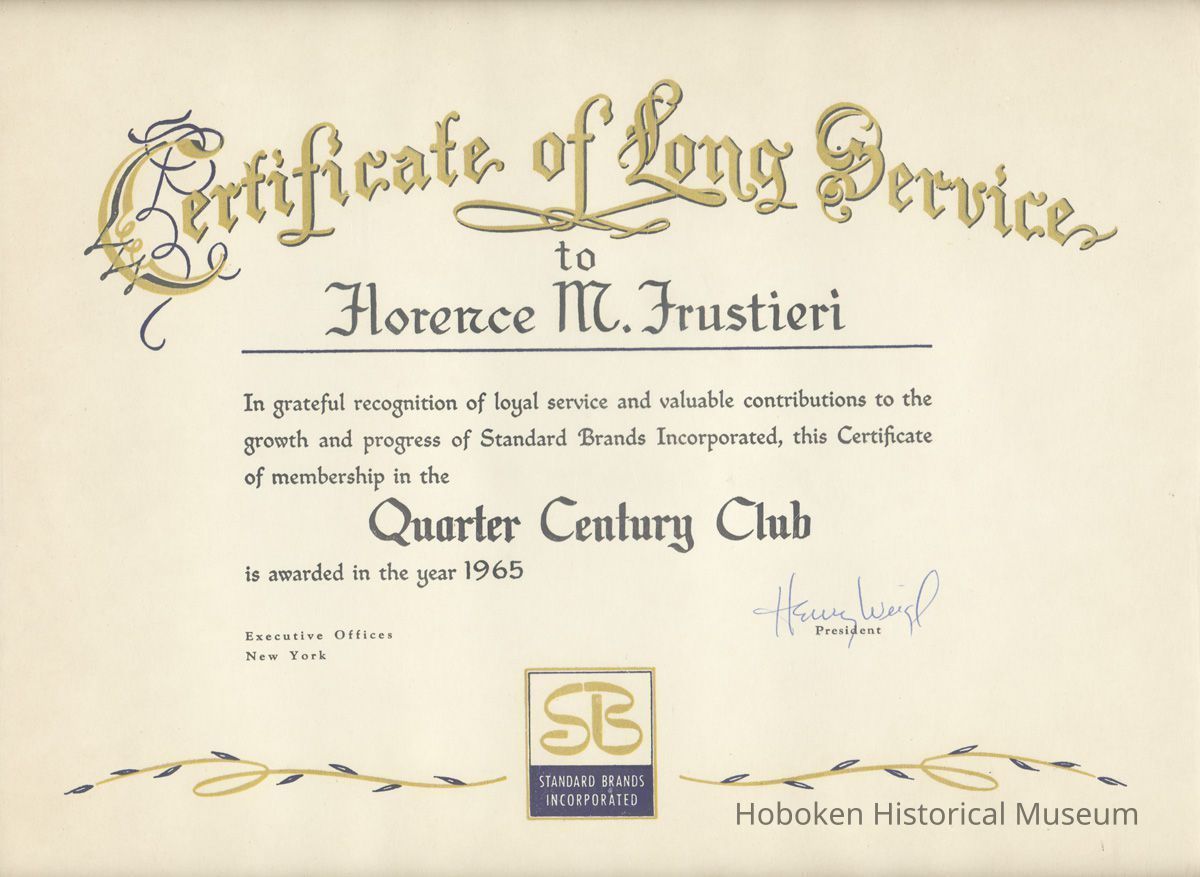 Certificate of Long Service
to
Florence M. Frustieri
In grateful recognition of loyal service and valuable contributions to the
growth and progress of Standard Brands Incorporated, this Certificate
of membership in the
Quarter Century Club
is awarded in the year 1965
Henry Weigl
President
Executive Offices
New York
SB
STANDARD BRANDS
INCORPORATED
Hoboken Historical Museum